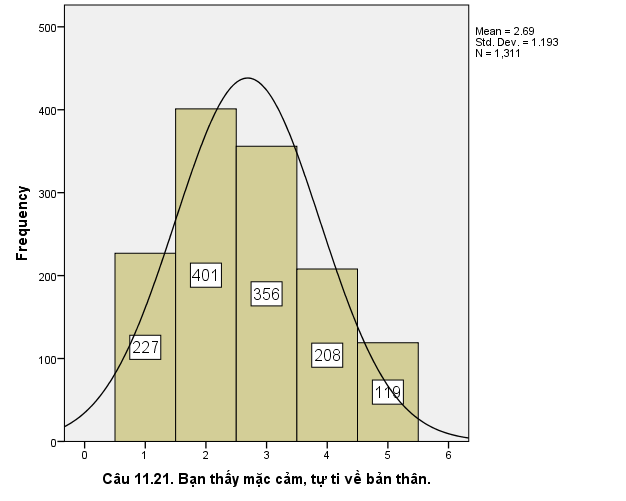 500
400
300
200
100
0
Frequency
227
401
356
208
119
0 1 2 3 4 5 6
Câu 11.21. Bạn thấy mặc cảm, tự ti về bản thân.
Mean = 2.69
Std. Dev. = 1.193
N = 1,311